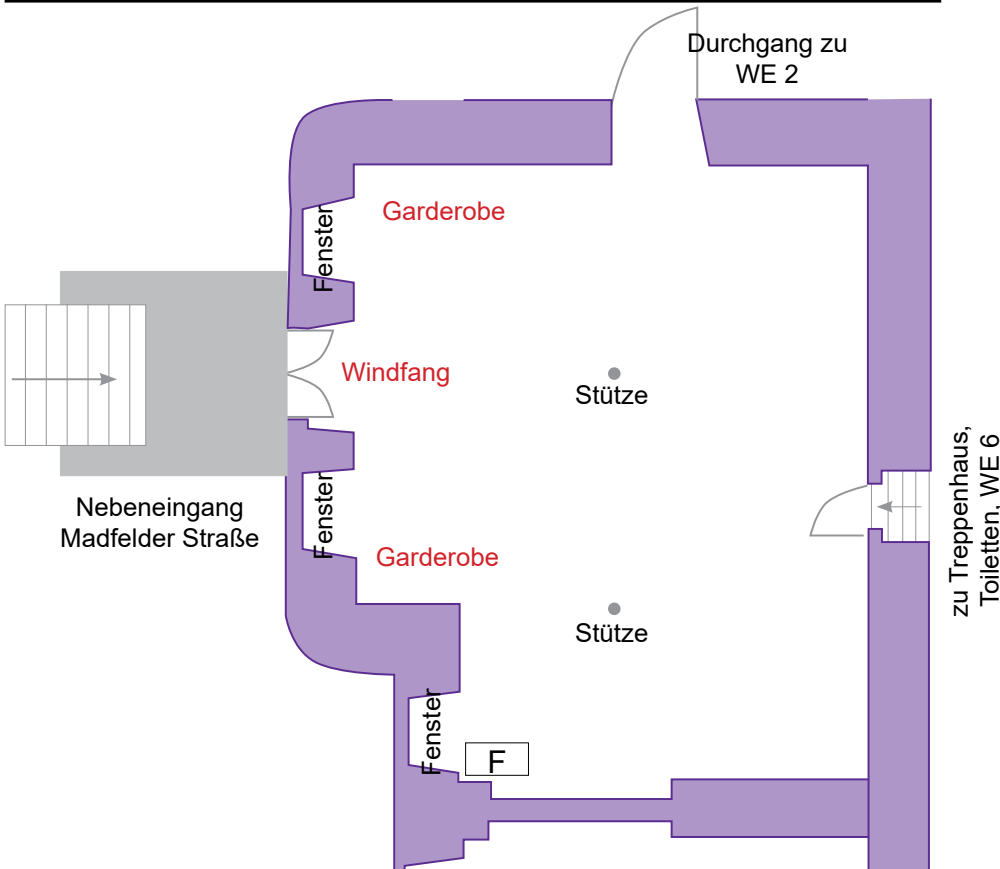 Durchgang zu
WE 2
Garderobe
Fenster
Windfang
Stütze
Nebeneingang
Madfelder Straße
Fenster
Garderobe
zu Treppenhaus,
Toiletten, WE 6
Stütze
Fenster
F